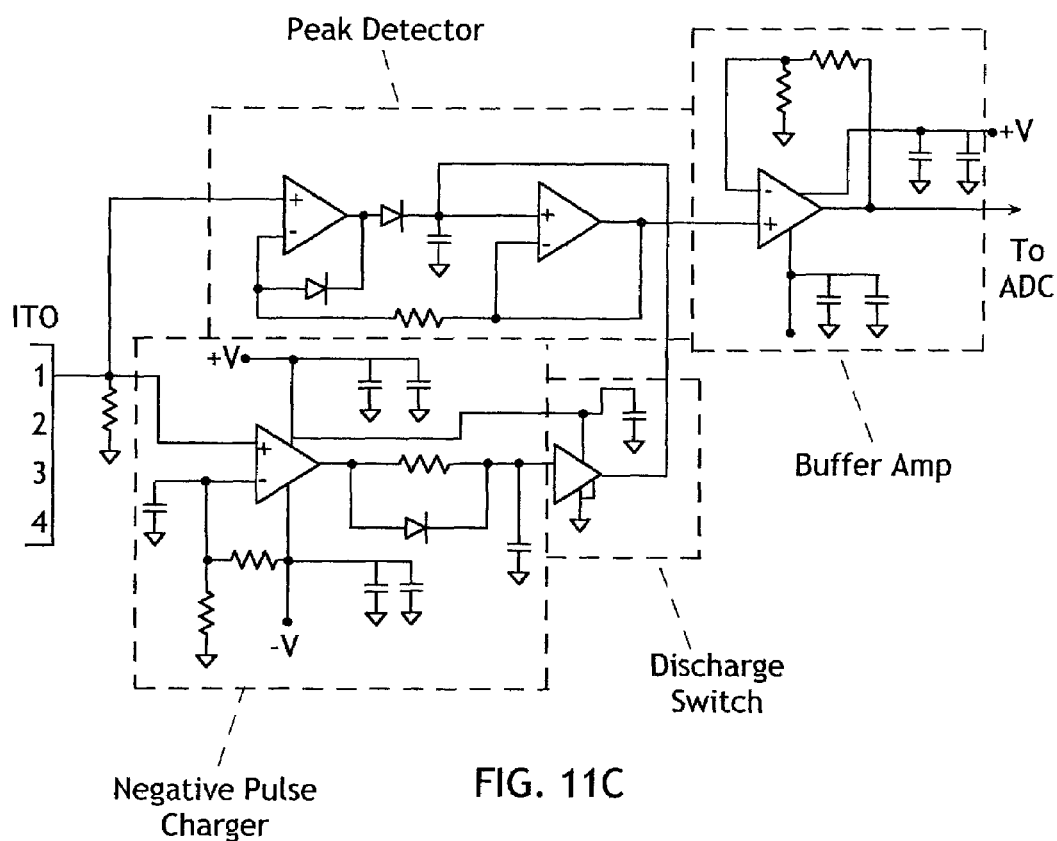 Peak Detector
+V
To
ADC
Buffer Amp
ITO
1
2
3
4
+V
-V
+
-
+
-
-
+
+
-
Discharge
Switch
Negative Pulse
Charger
FIG. 11C